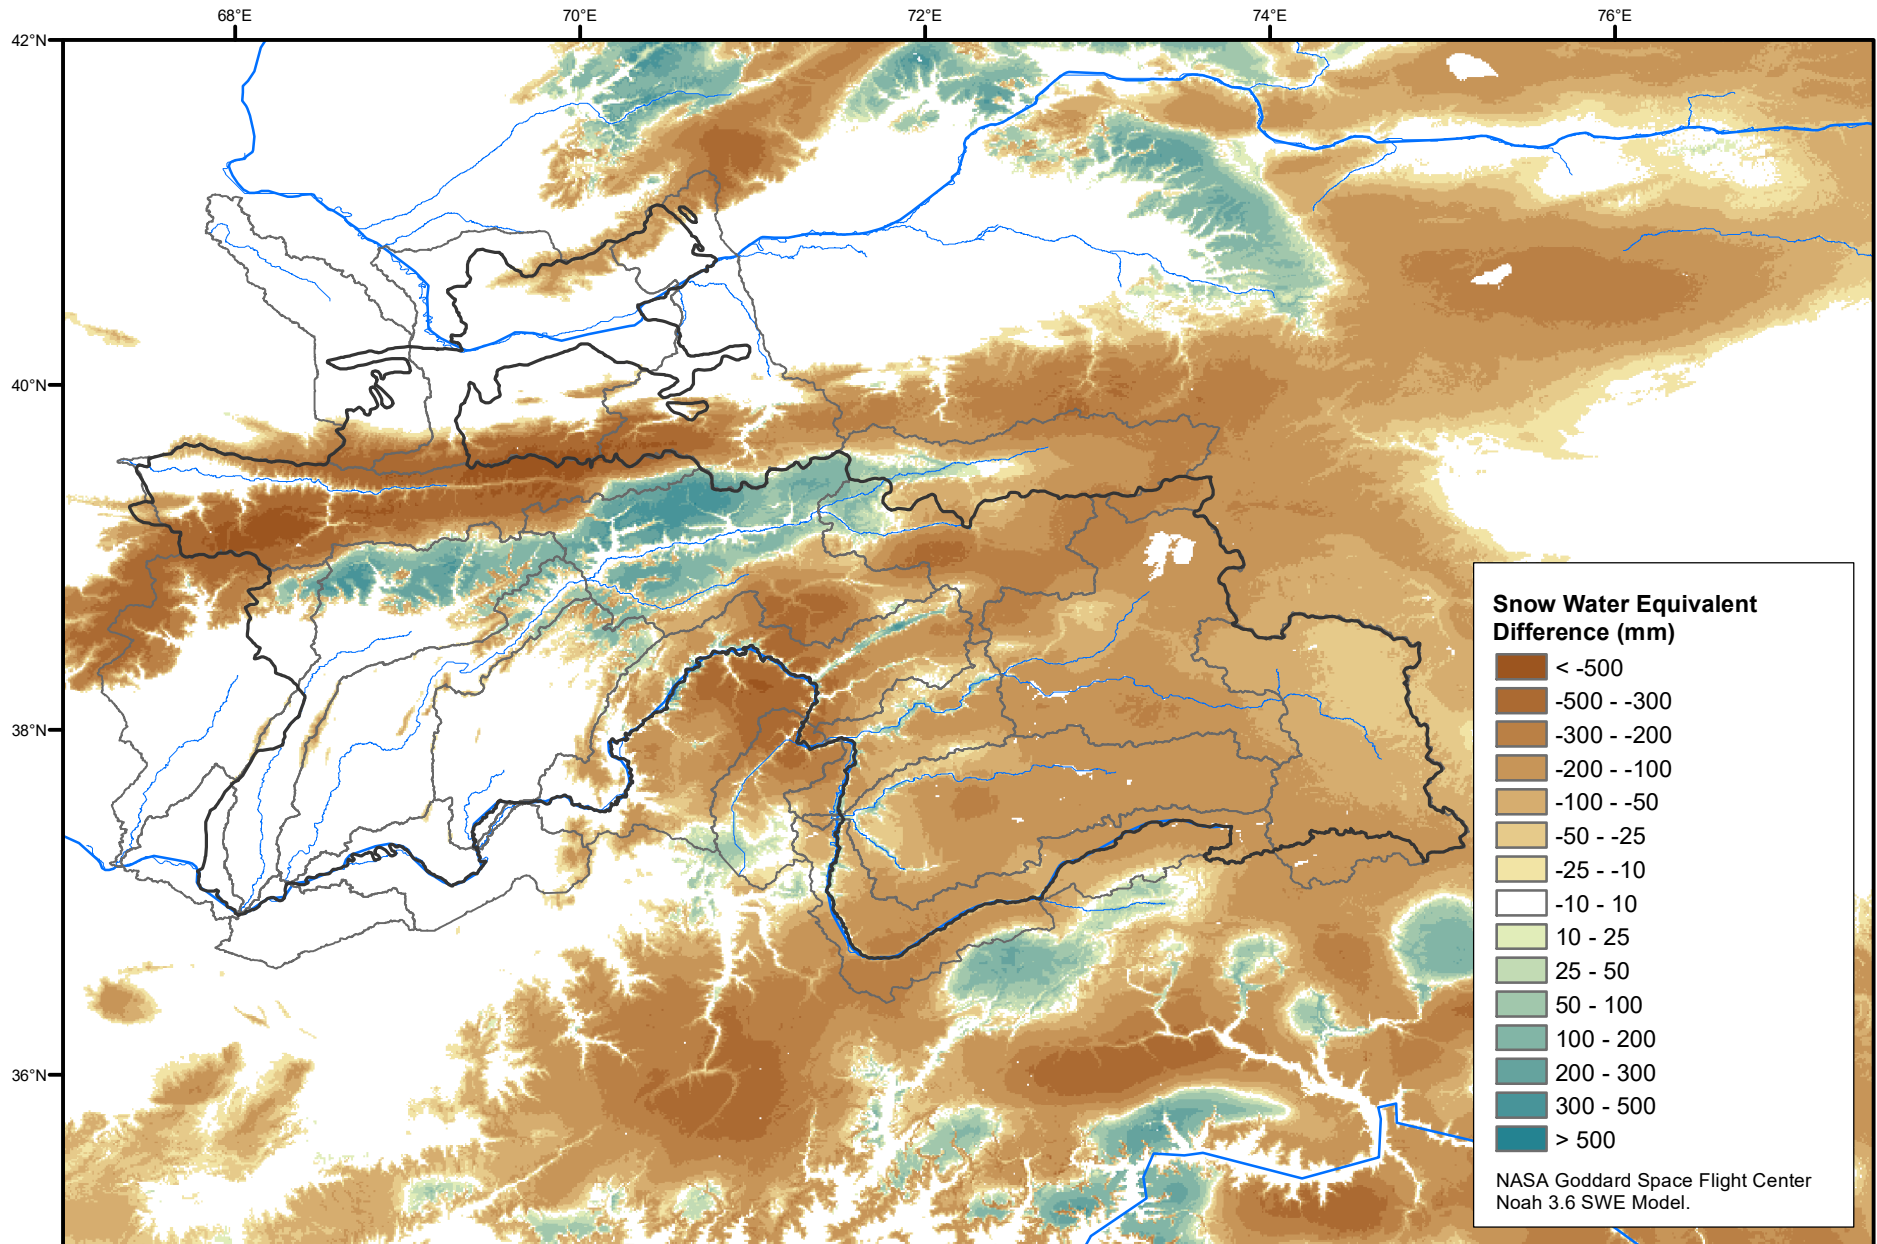 68°E
70°E
72°E
74°E
76°E
42°N
40°N
38°N
36°N
Snow Water Equivalent
Difference (mm)
< -500
-500 - -300
-300 - -200
-200 - -100
-100 - -50
-50 - -25
-25 - -10
-10 - 10
10 - 25
25 - 50
50 - 100
100 - 200
200 - 300
300 - 500
> 500
NASA Goddard Space Flight Center
Noah 3.6 SWE Model.